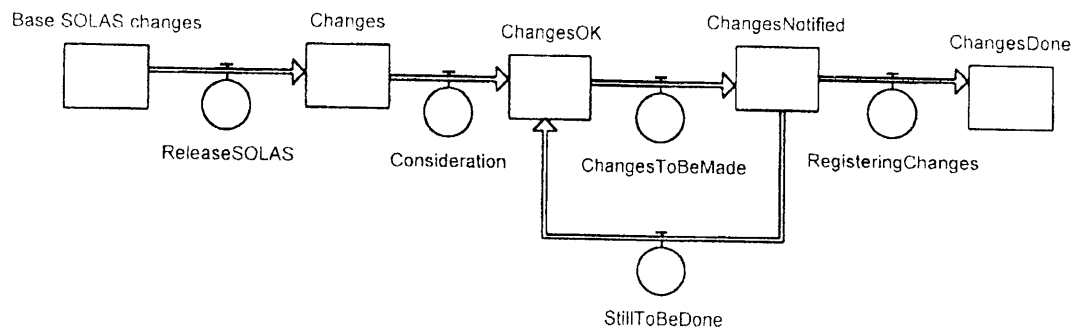 Base SOLAS changes
Changes
ChangesOK
ChangesNotified
ChangesDone
ReleaseSOLAS
Consideration
ChangesToBeMade
RegisteringChanges
StillToBeDone